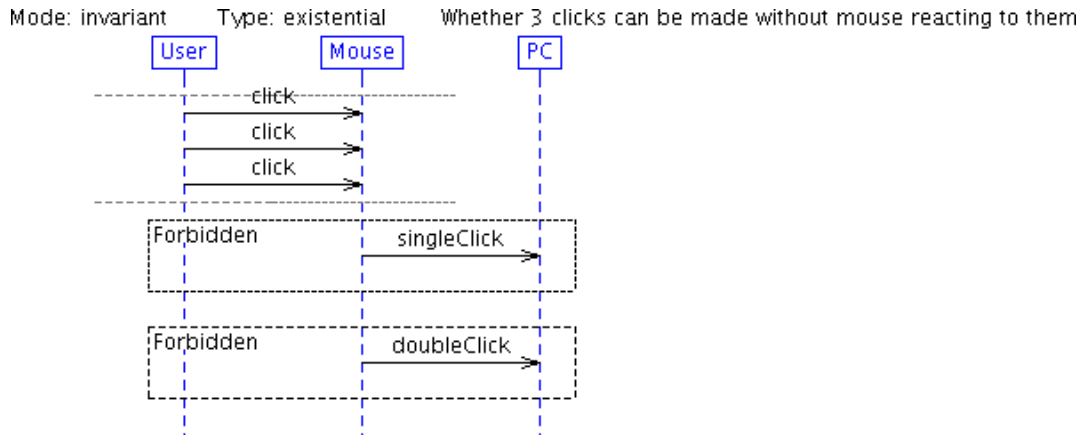 Mode: invariant Type: existential Whether 3 clicks can be made without mouse reacting to them
User Mouse PC
click
click
click
Forbidden singleClick
Forbidden doubleClick